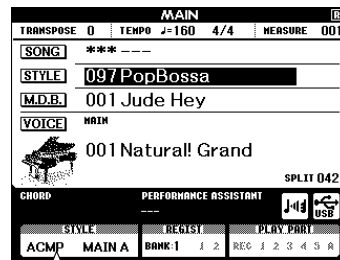 MAIN
TRANSPOSE 0 TEMPO ♩=160 4/4 MEASURE 001
SONG *** ---
STYLE 097 PopBossa
M.D.B. 001 Jude Hey
VOICE MAIN
001 Natural! Grand
SPLIT 042
CHORD PERFORMANCE ASSISTANT
---
USB
STYLE REGIST PLAY PART
ACMP MAIN A BANK:1 1 2 REC 1 2 3 4 5 A